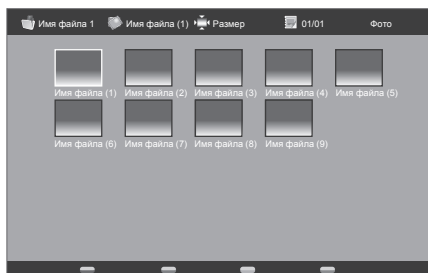 Имя файла 1 Имя файла (1) Размер 01/01 Фото
Имя файла (1) Имя файла (2) Имя файла (3) Имя файла (4) Имя файла (5)
Имя файла (6) Имя файла (7) Имя файла (8) Имя файла (9)